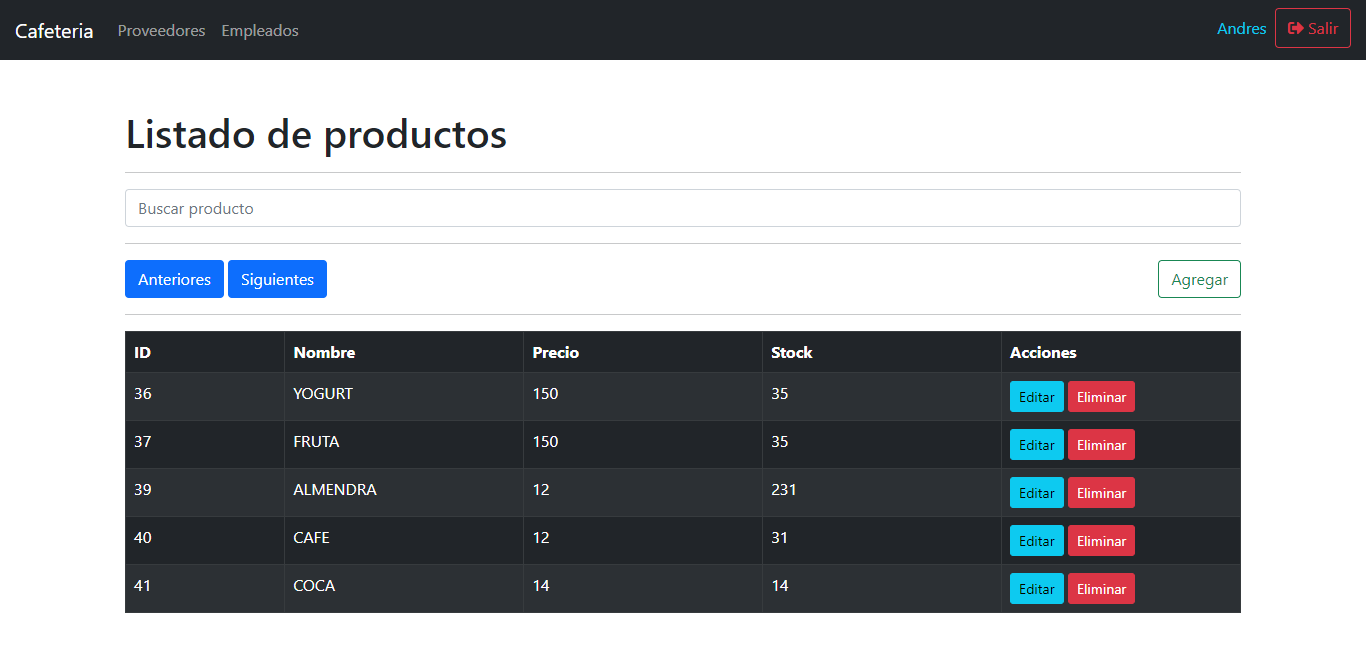 Cafeteria Proveedores Empleados Andres Salir
Listado de productos
Buscar producto
Anteriores Siguientes Agregar
ID Nombre Precio Stock Acciones
36 YOGURT 150 35 Editar Eliminar
37 FRUTA 150 35 Editar Eliminar
39 ALMENDRA 12 231 Editar Eliminar
40 CAFE 12 31 Editar Eliminar
41 COCA 14 14 Editar Eliminar